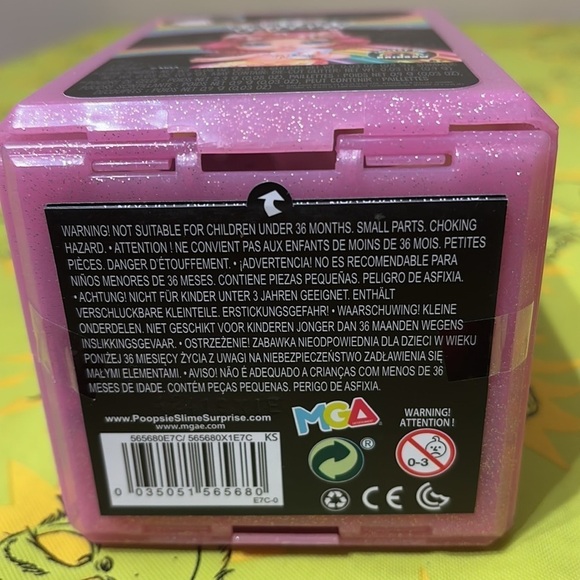 WARNING! NOT SUITABLE FOR CHILDREN UNDER 36 MONTHS. SMALL PARTS. CHOKING
HAZARD. • ATTENTION ! NE CONVIENT PAS AUX ENFANTS DE MOINS DE 36 MOIS. PETITES
PIÈCES. DANGER D'ÉTOUFFEMENT. • ¡ADVERTENCIA! NO ES RECOMENDABLE PARA
NIÑOS MENORES DE 36 MESES. CONTIENE PIEZAS PEQUEÑAS. PELIGRO DE ASFIXIA.
• ACHTUNG! NICHT FÜR KINDER UNTER 3 JAHREN GEEIGNET. ENTHÄLT
VERSCHLUCKBARE KLEINTEILE. ERSTICKUNGSGEFAHR! • WAARSCHUWING! KLEINE
ONDERDELEN. NIET GESCHIKT VOOR KINDEREN JONGER DAN 36 MAANDEN WEGENS
INSLIKKINGSGEVAAR. • OSTRZEŻENIE! ZABAWKA NIEODPOWIEDNIA DLA DZIECI W WIEKU
PONIŻEJ 36 MIESIĘCY ŻYCIA Z UWAGI NA NIEBEZPIECZEŃSTWO ZADŁAWIENIA SIĘ
MAŁYMI ELEMENTAMI. • AVISO! NÃO É ADEQUADO A CRIANÇAS COM MENOS DE 36
MESES DE IDADE. CONTÉM PEÇAS PEQUENAS. PERIGO DE ASFIXIA.
www.PoopsieSlimeSurprise.com
www.mgae.com
MGA
WARNING!
ATTENTION !
565680E7C/ 565680X1E7C KS
®
0-3
0 035051 565680
E7C-0
CE